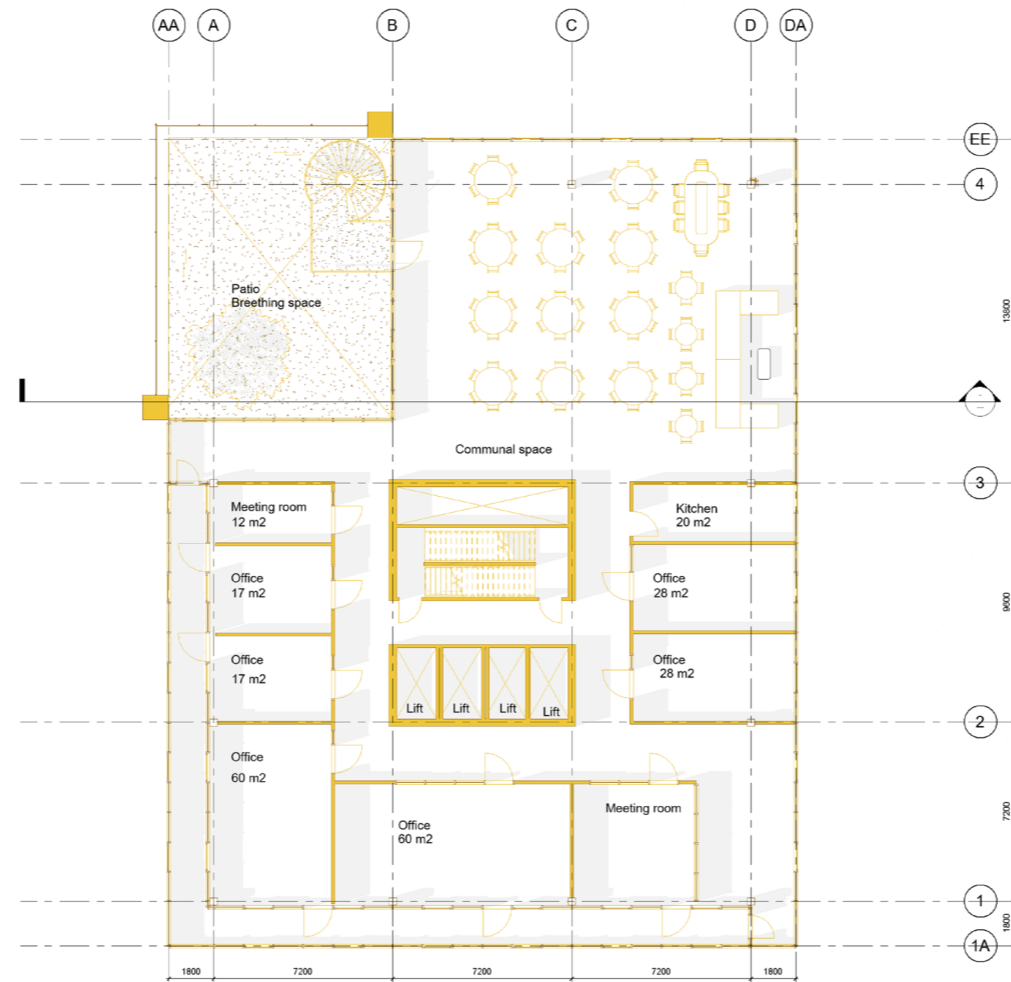 AA
A
B
C
D
DA
EE
4
Patio
Breething space
13800
Communal space
3
Meeting room
12 m2
Kitchen
20 m2
Office
17 m2
Office
28 m2
9600
Office
17 m2
Office
28 m2
Lift
Lift
Lift
Lift
2
Office
60 m2
Meeting room
Office
60 m2
7200
1
1800
1A
1800
7200
7200
7200
1800